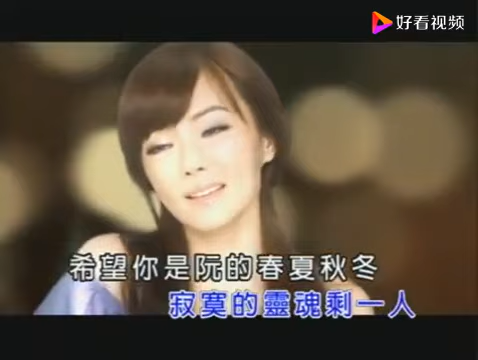 好看视频
希望你是阮的春夏秋冬
寂寞的靈魂剩一人